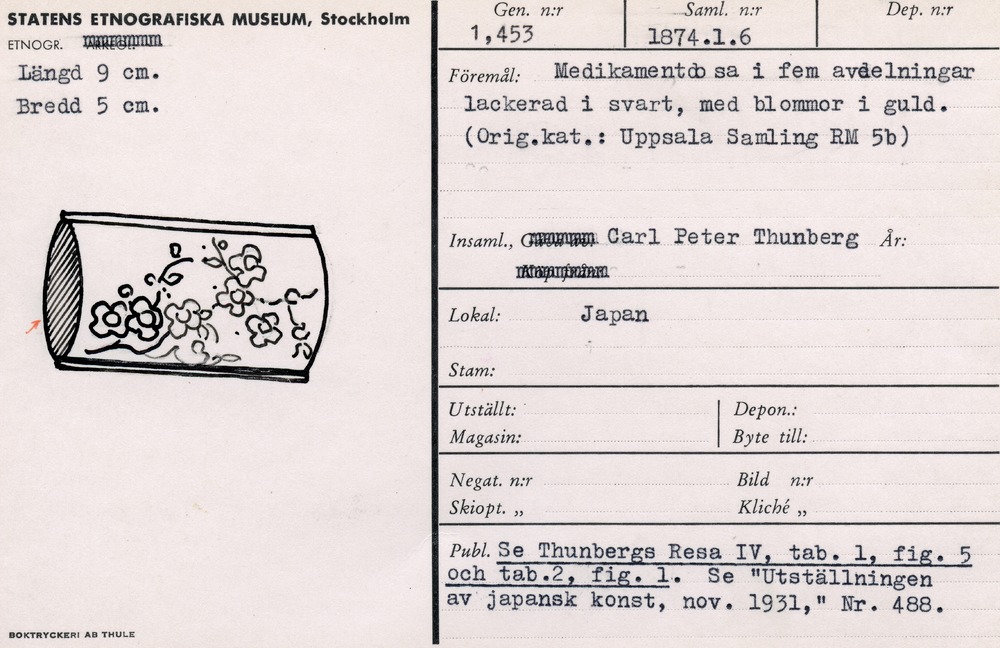 STATENS ETNOGRAFISKA MUSEUM, Stockholm
ETNOGR.
Längd 9 cm.
Bredd 5 cm.
BOKTRYCKERI AB THULE
Gen. n:r
1,453
Saml. n:r
1874.1.6
Dep. n:r
Föremål: Medikamentdosa i fem avdelningar
lackerad i svart, med blommor i guld.
(Orig.kat.: Uppsala Samling RM 5b)
Insaml., Carl Peter Thunberg År:
Lokal: Japan
Stam:
Utställt:
Depon.:
Magasin:
Byte till:
Negat. n:r
Bild n:r
Skiopt. „
Kliché „
Publ. Se Thunbergs Resa IV, tab. 1, fig. 5
och tab.2, fig. 1. Se "Utställningen
av japansk konst, nov. 1931," Nr. 488.